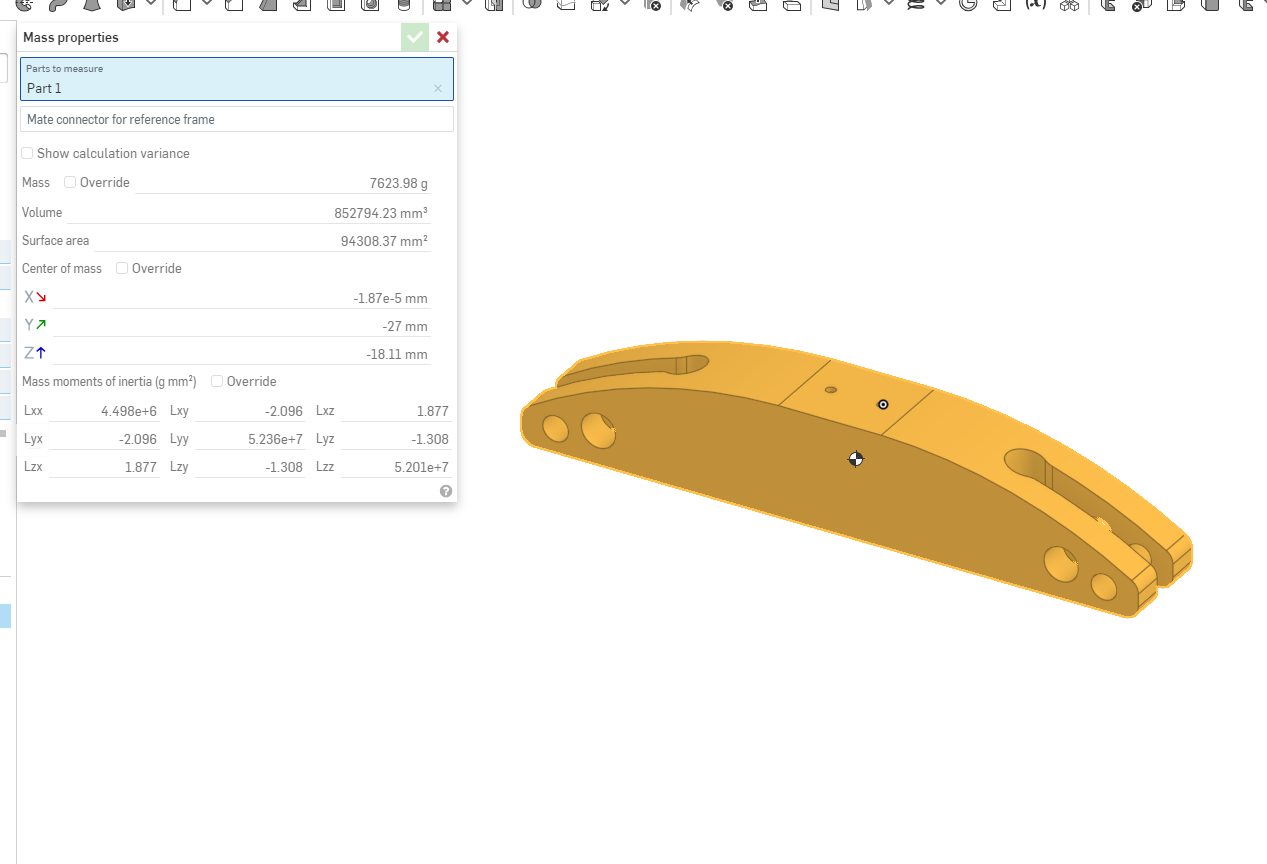 Mass properties
Parts to measure
Part 1
Mate connector for reference frame
Show calculation variance
Mass Override 7623.98 g
Volume 852794.23 mm³
Surface area 94308.37 mm²
Center of mass Override
X -1.87e-5 mm
Y -27 mm
Z -18.11 mm
Mass moments of inertia (g mm²) Override
Lxx 4.498e+6 Lxy -2.096 Lxz 1.877
Lyx -2.096 Lyy 5.236e+7 Lyz -1.308
Lzx 1.877 Lzy -1.308 Lzz 5.201e+7